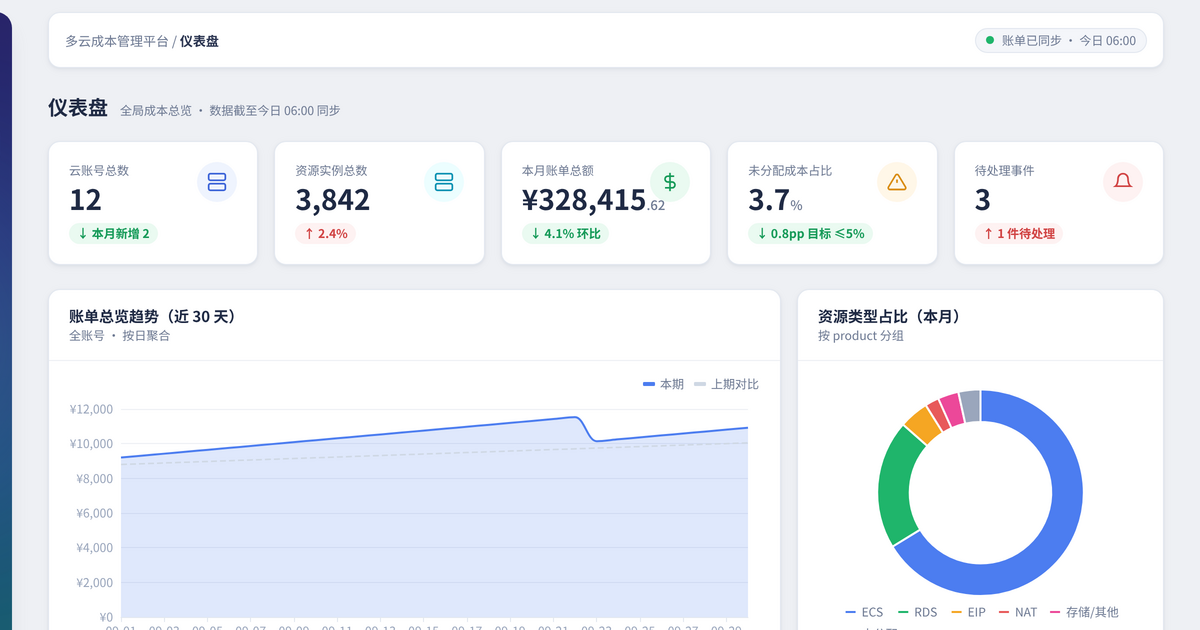 多云成本管理平台 / 仪表盘
账单已同步 · 今日 06:00
仪表盘 全局成本总览 · 数据截至今日 06:00 同步
云账号总数
12
↓ 本月新增 2
资源实例总数
3,842
↑ 2.4%
本月账单总额
¥328,415.62
↓ 4.1% 环比
未分配成本占比
3.7%
↓ 0.8pp 目标 ≤5%
待处理事件
3
↑ 1 件待处理
账单总览趋势（近 30 天）
全账号 · 按日聚合
本期 上期对比
¥12,000
¥10,000
¥8,000
¥6,000
¥4,000
¥2,000
¥0
资源类型占比（本月）
按 product 分组
ECS RDS EIP NAT 存储/其他